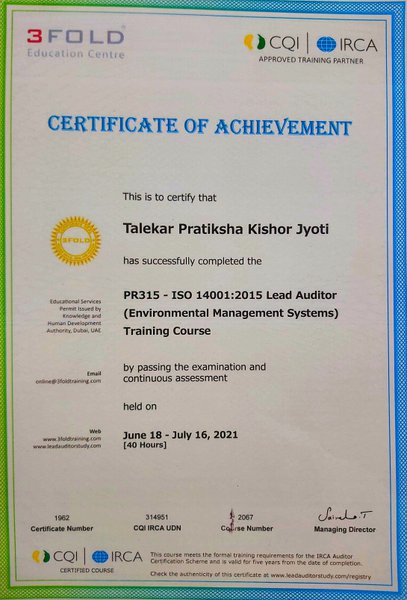 3 FOLD
Education Centre
CQI | IRCA
APPROVED TRAINING PARTNER
CERTIFICATE OF ACHIEVEMENT
This is to certify that
Talekar Pratiksha Kishor Jyoti
3FOLD
has successfully completed the
Educational Services
Permit Issued by
Knowledge and
Human Development
Authority, Dubai, UAE
PR315 - ISO 14001:2015 Lead Auditor
(Environmental Management Systems)
Training Course
Email
online@3foldtraining.com
by passing the examination and
continuous assessment
held on
Web
www.3foldtraining.com
www.leadauditorstudy.com
June 18 - July 16, 2021
[40 Hours]
1962
Certificate Number
314951
CQI IRCA UDN
2067
Course Number
Managing Director
CQI | IRCA
CERTIFIED COURSE
This course meets the formal training requirements for the IRCA Auditor
Certification Scheme and is valid for five years from the date of completion.
Check the authenticity of this certificate at www.leadauditorstudy.com/registry